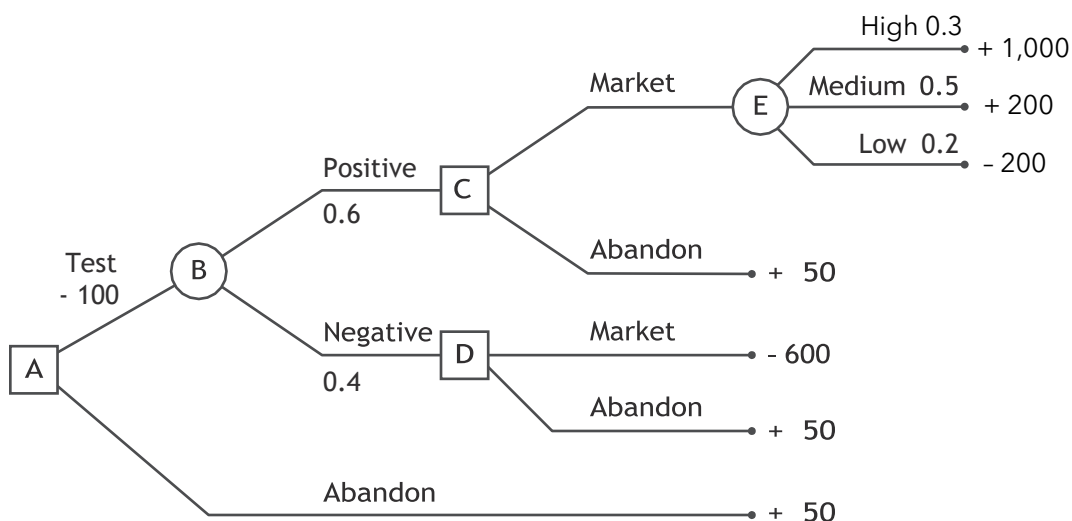 High 0.3
+ 1,000
Market
E
Medium 0.5
+ 200
Low 0.2
- 200
Positive
C
0.6
Abandon
+ 50
Test
- 100
B
Negative
D
Market
- 600
0.4
A
Abandon
+ 50
Abandon
+ 50